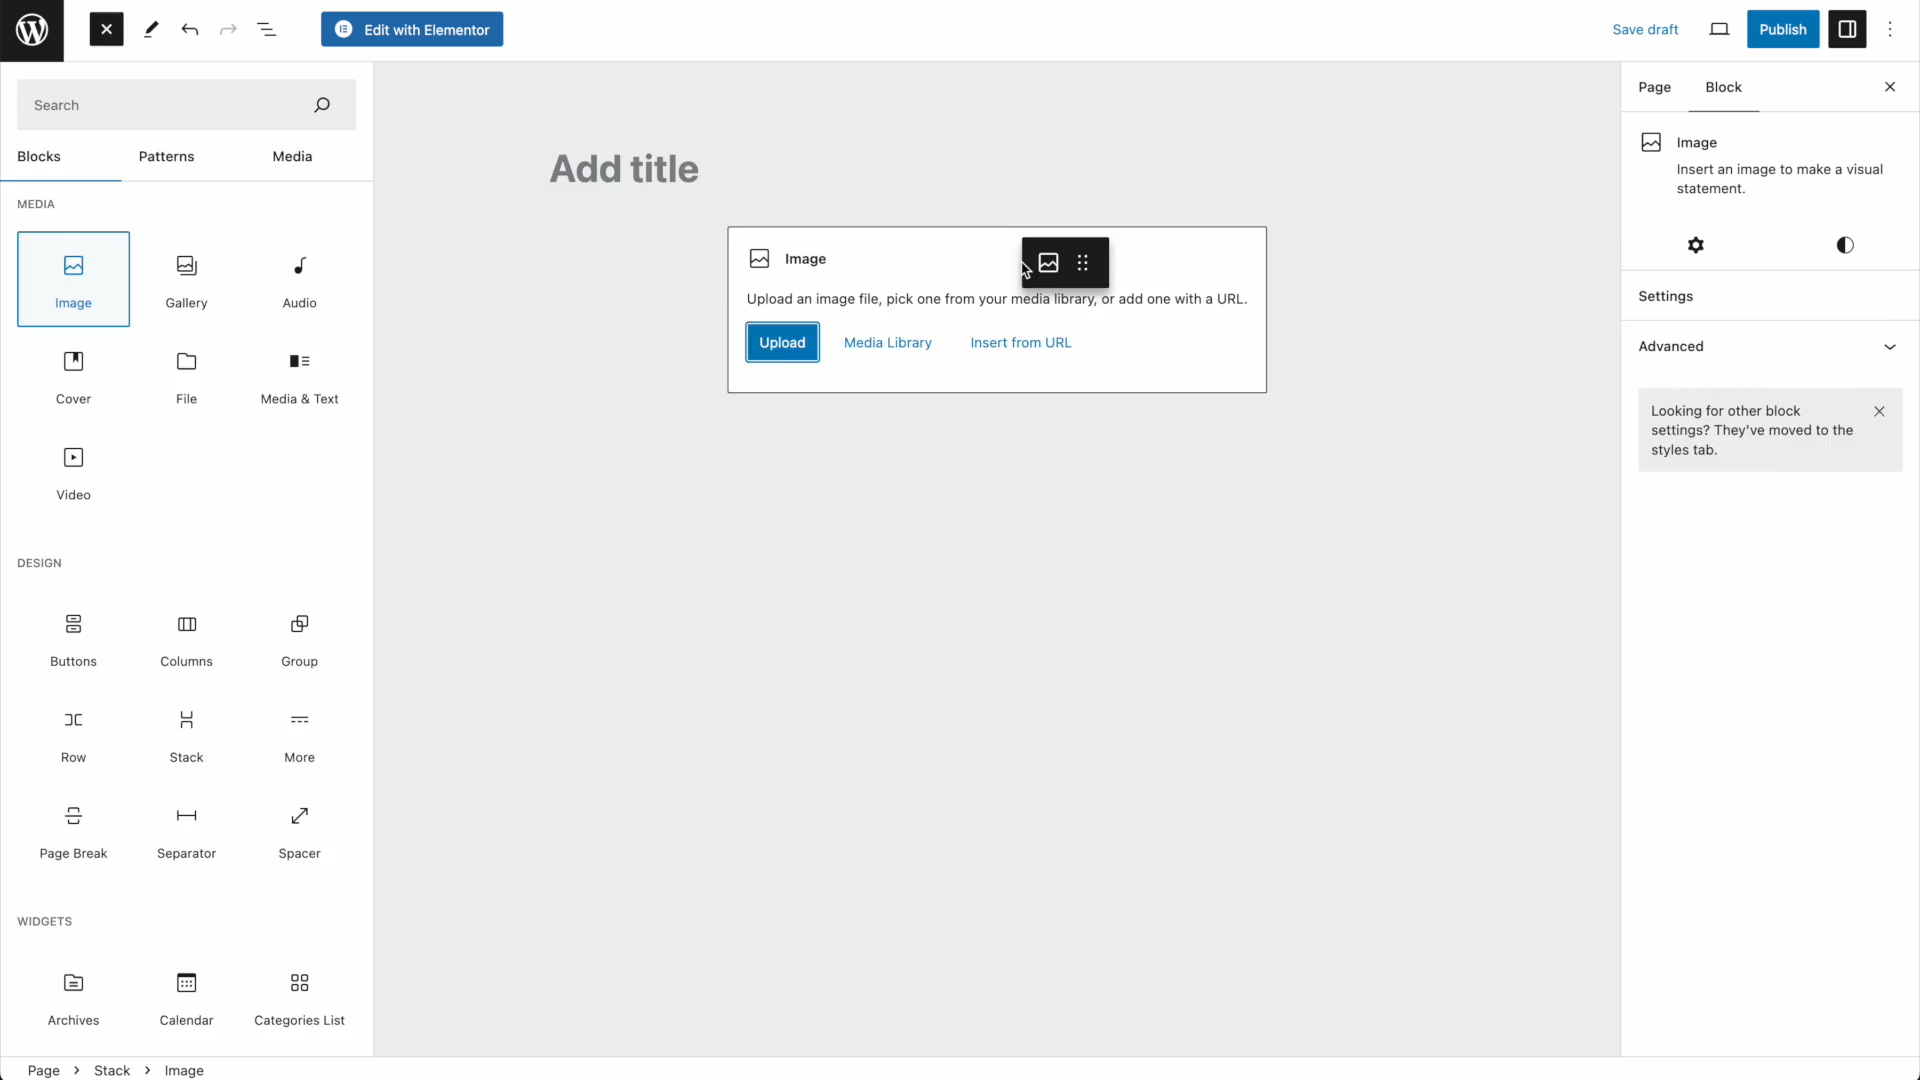 Edit with Elementor
Save draft
Publish
Search
Blocks
Patterns
Media
MEDIA
Image
Gallery
Audio
Cover
File
Media & Text
Video
DESIGN
Buttons
Columns
Group
Row
Stack
More
Page Break
Separator
Spacer
WIDGETS
Archives
Calendar
Categories List
Add title
Image
Upload an image file, pick one from your media library, or add one with a URL.
Upload
Media Library
Insert from URL
Page
Block
Image
Insert an image to make a visual
statement.
Settings
Advanced
Looking for other block
settings? They've moved to the
styles tab.
Page
Stack
Image